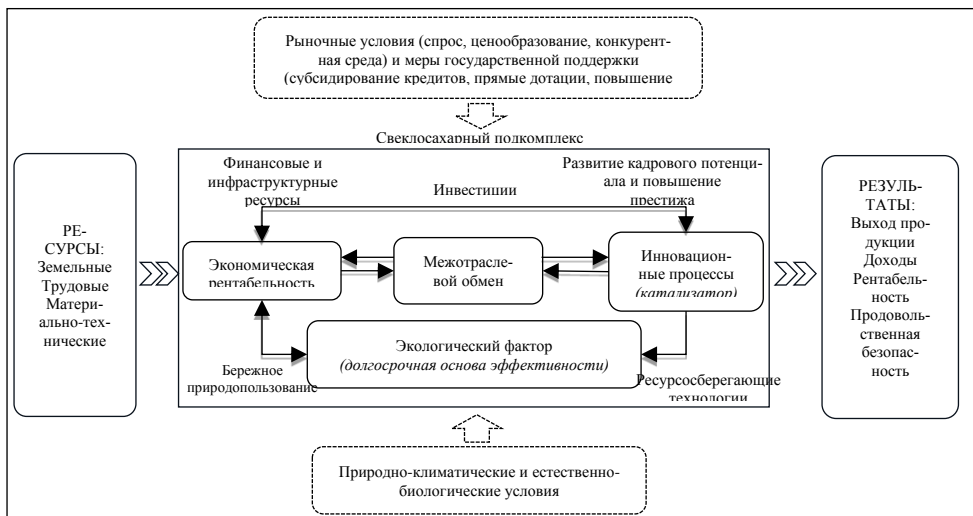 Рыночные условия (спрос, ценообразование, конкурент-
ная среда) и меры государственной поддержки
(субсидирование кредитов, прямые дотации, повышение
Свеклосахарный подкомплекс
РЕ-
СУРСЫ:
Земельные
Трудовые
Матери-
ально-тех-
нические
Финансовые и
инфраструктурные
ресурсы
Инвестиции
Развитие кадрового потенци-
ала и повышение
престижа
Экономическая
рентабельность
Межотрасле-
вой обмен
Инновацион-
ные процессы
(катализатор)
Экологический фактор
(долгосрочная основа эффективности)
Бережное
природопользование
Ресурсосберегающие
технологии
РЕЗУЛЬ-
ТАТЫ:
Выход про-
дукции
Доходы
Рентабель-
ность
Продоволь-
ственная
безопас-
ность
Природно-климатические и естественно-
биологические условия